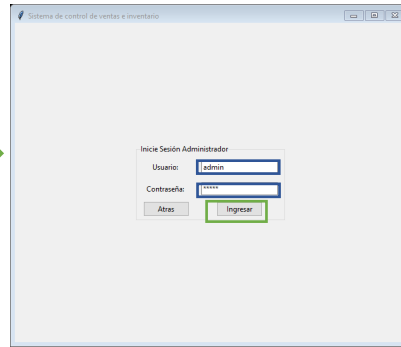 Sistema de control de ventas e inventario
Inicie Sesión Administrador
Usuario: admin
Contraseña: *****
Atras Ingresar